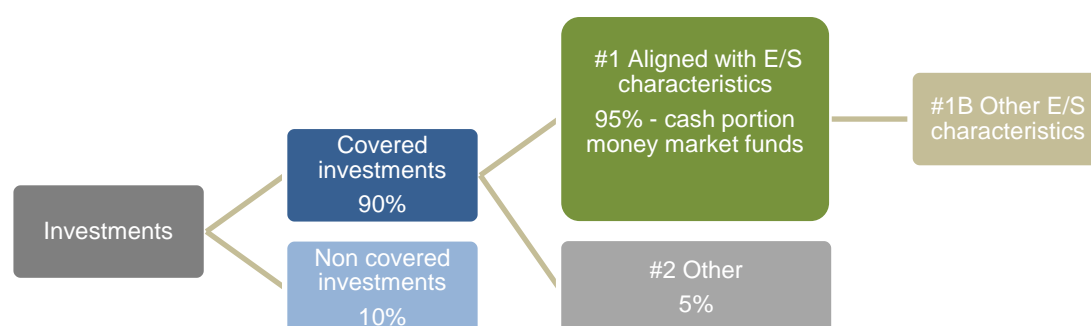 Investments
Covered
investments
90%
Non covered
investments
10%
#1 Aligned with E/S
characteristics
95% - cash portion
money market funds
#2 Other
5%
#1B Other E/S
characteristics